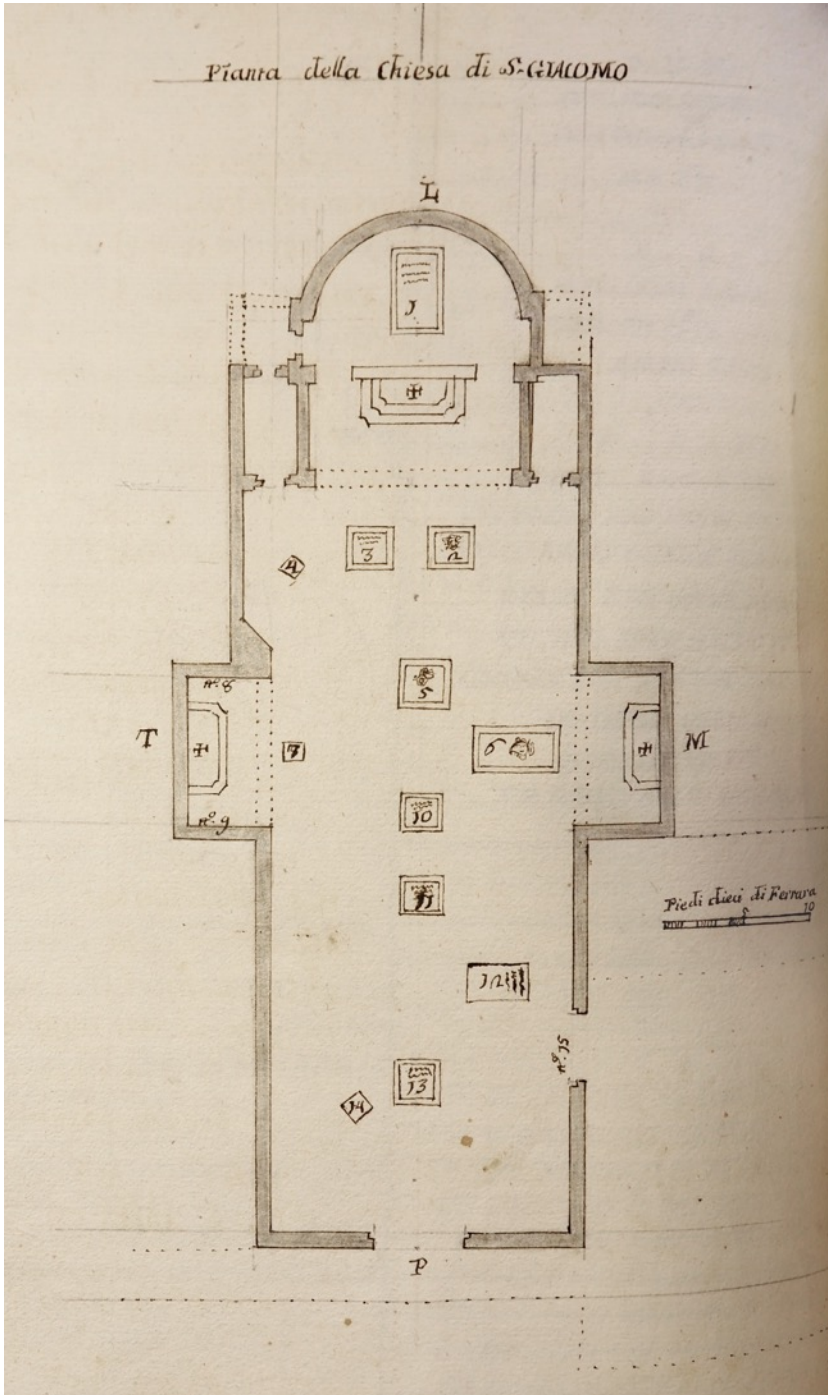 Pianta della Chiesa di S. GIACOMO
L
1
3
2
4
n.º 8
5
T
7
6
M
n.º 9
10
11
Piedi dieci di Ferrara
5
10
12
n.º 15
13
14
P